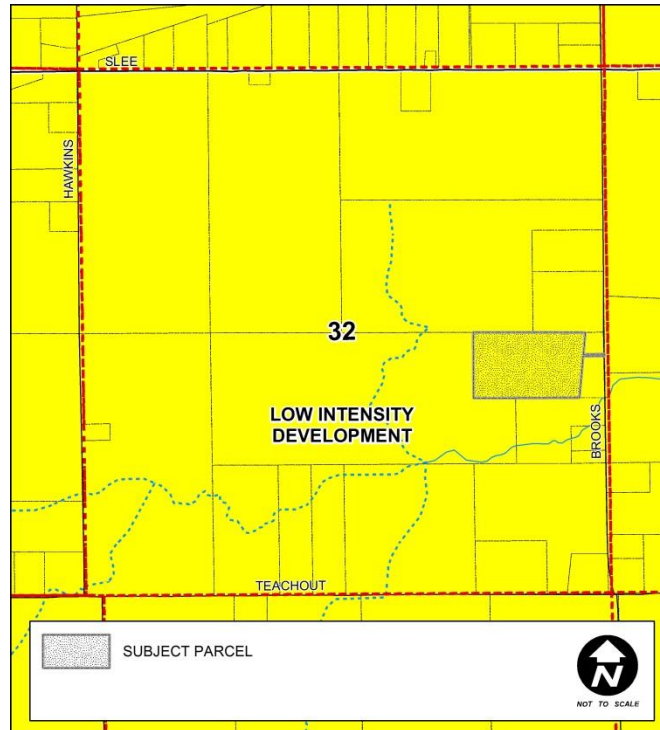 SLEE
HAWKINS
32
LOW INTENSITY
DEVELOPMENT
BROOKS
TEACHOUT
SUBJECT PARCEL
N
NOT TO SCALE